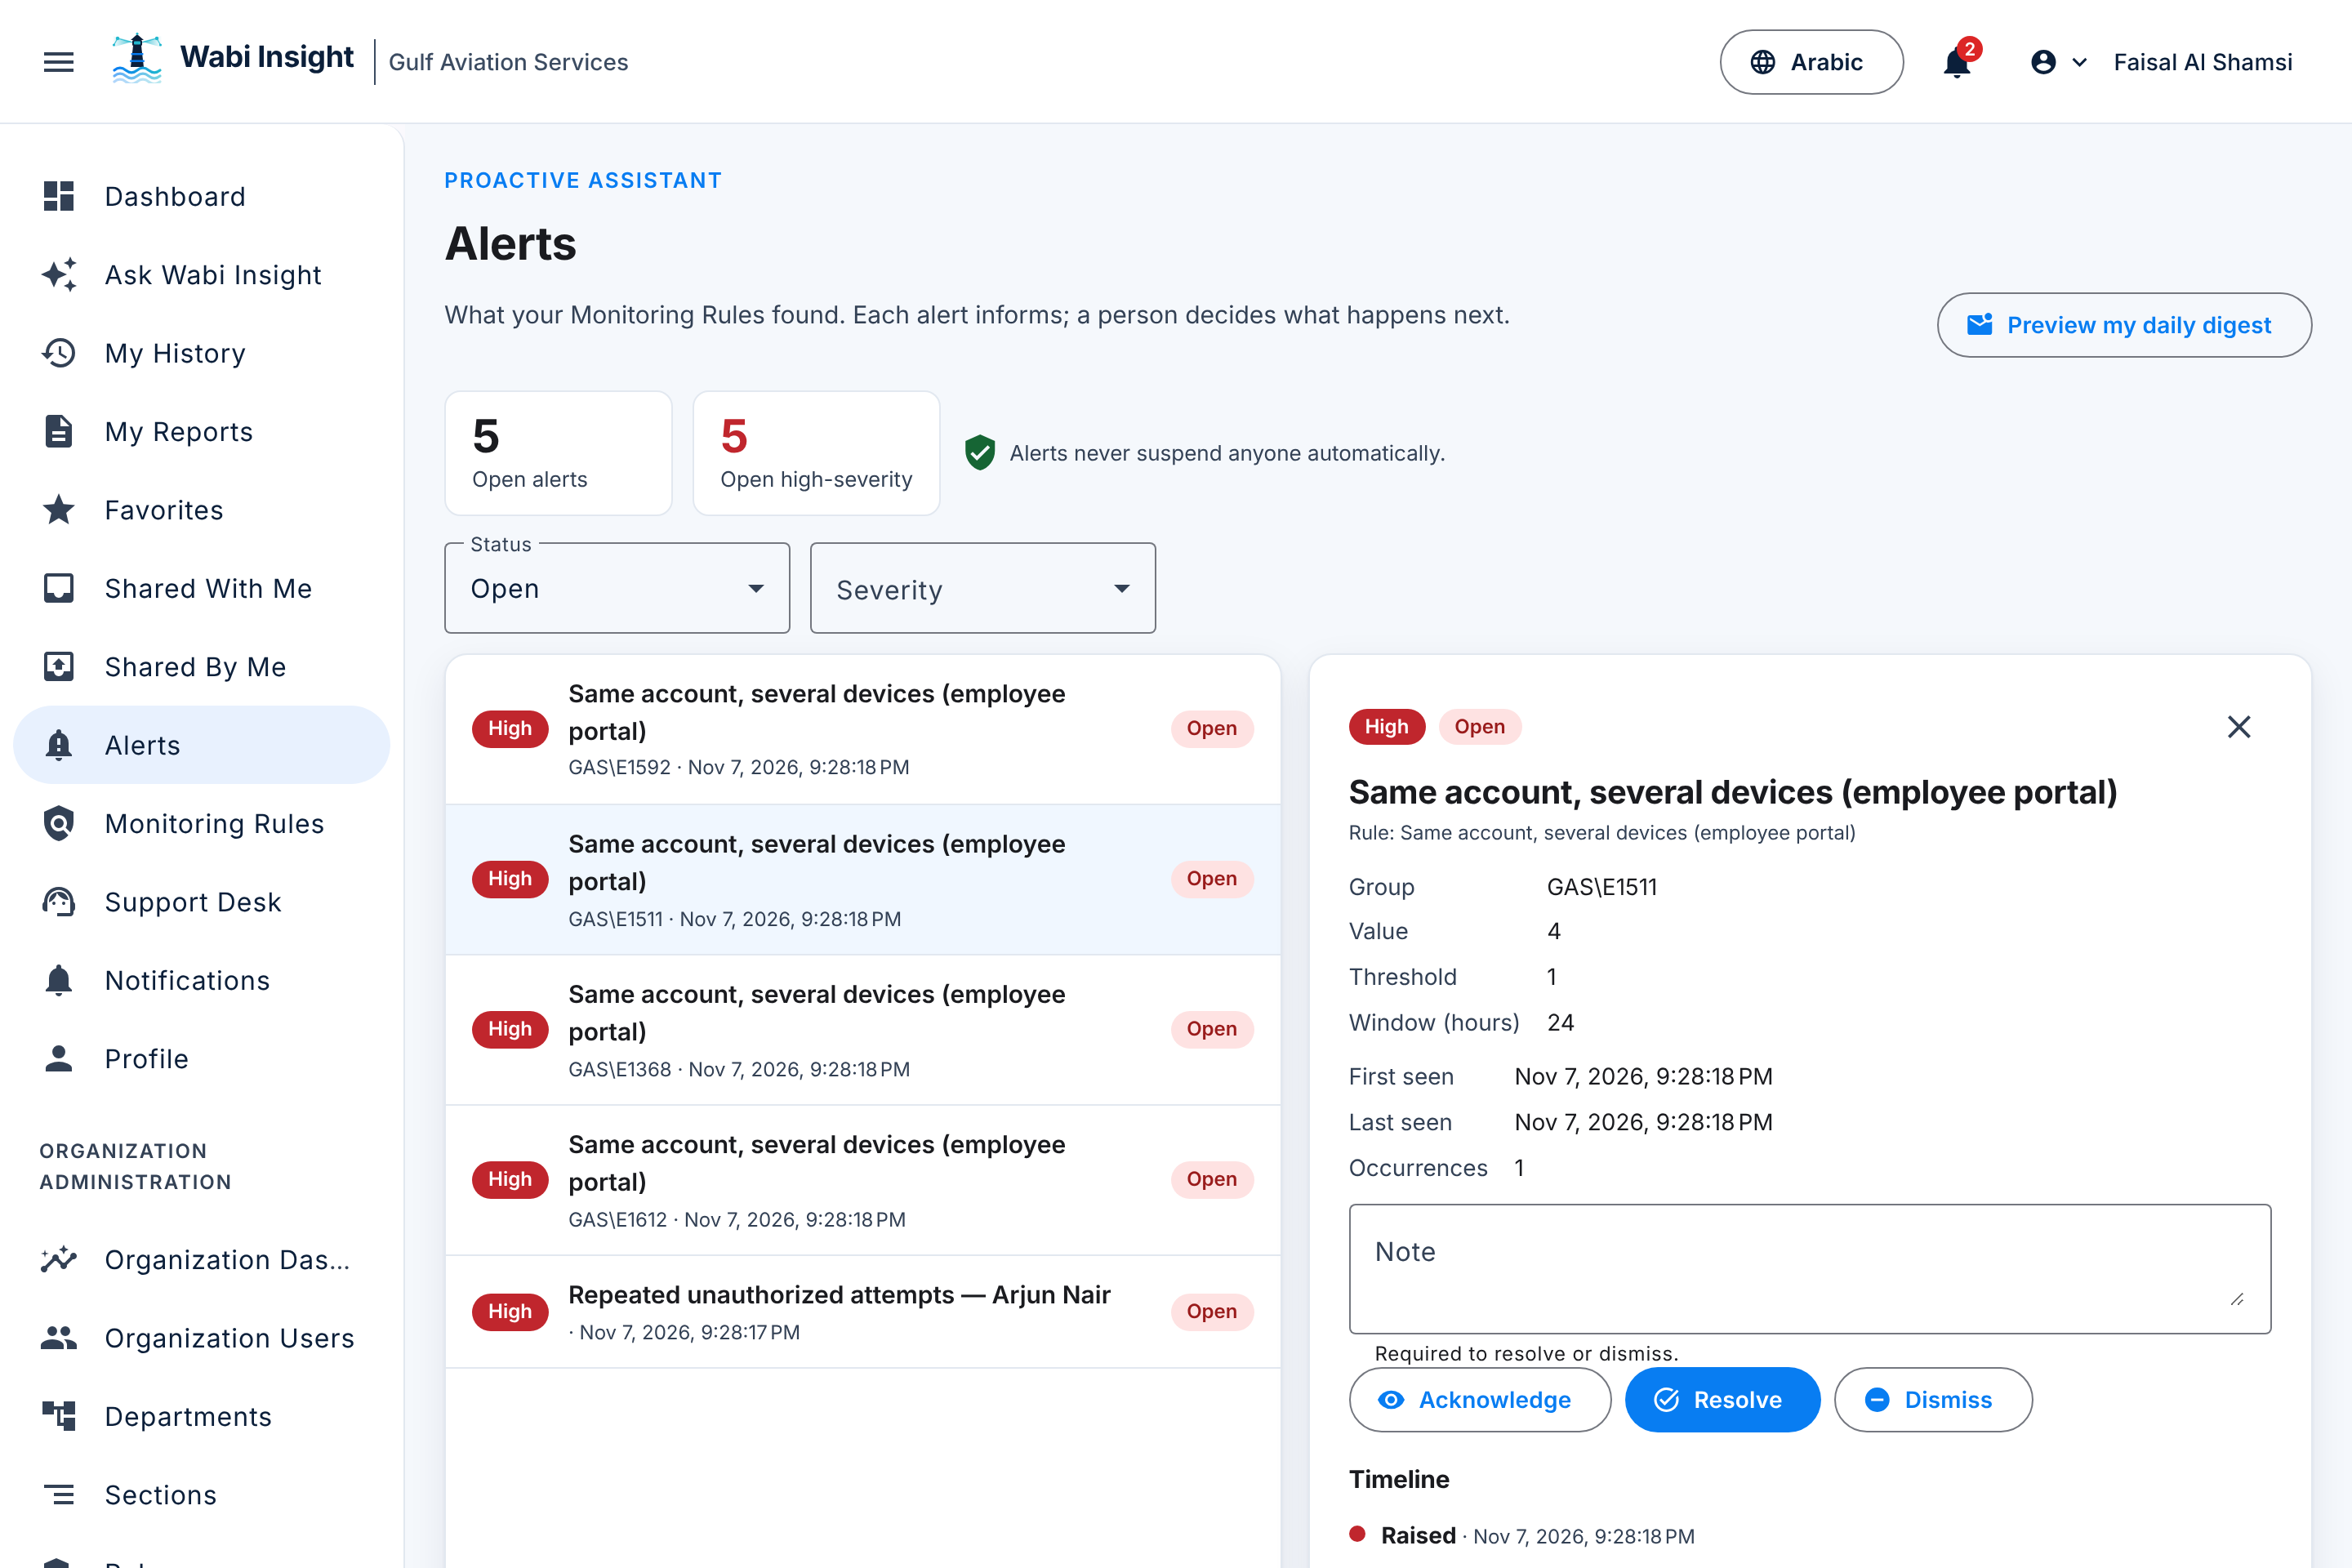 Wabi Insight
Gulf Aviation Services
Arabic
2
Faisal Al Shamsi
Dashboard
Ask Wabi Insight
My History
My Reports
Favorites
Shared With Me
Shared By Me
Alerts
Monitoring Rules
Support Desk
Notifications
Profile
ORGANIZATION
ADMINISTRATION
Organization Das...
Organization Users
Departments
Sections
PROACTIVE ASSISTANT
Alerts
What your Monitoring Rules found. Each alert informs; a person decides what happens next.
Preview my daily digest
5
Open alerts
5
Open high-severity
Alerts never suspend anyone automatically.
Status
Open
Severity
High
Same account, several devices (employee
portal)
GAS\E1592 · Nov 7, 2026, 9:28:18 PM
Open
High
Same account, several devices (employee
portal)
GAS\E1511 · Nov 7, 2026, 9:28:18 PM
Open
High
Same account, several devices (employee
portal)
GAS\E1368 · Nov 7, 2026, 9:28:18 PM
Open
High
Same account, several devices (employee
portal)
GAS\E1612 · Nov 7, 2026, 9:28:18 PM
Open
High
Repeated unauthorized attempts — Arjun Nair
· Nov 7, 2026, 9:28:17 PM
Open
High
Open
Same account, several devices (employee portal)
Rule: Same account, several devices (employee portal)
Group GAS\E1511
Value 4
Threshold 1
Window (hours) 24
First seen Nov 7, 2026, 9:28:18 PM
Last seen Nov 7, 2026, 9:28:18 PM
Occurrences 1
Note
Required to resolve or dismiss.
Acknowledge
Resolve
Dismiss
Timeline
Raised · Nov 7, 2026, 9:28:18 PM